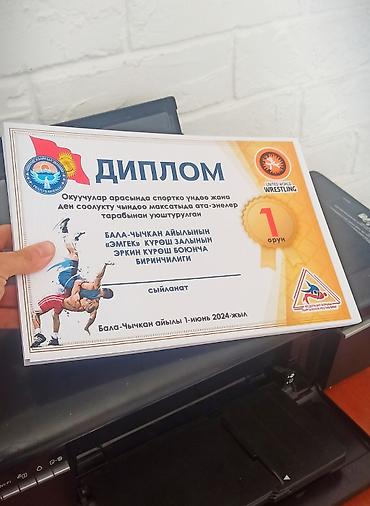 ДИПЛОМ
UNITED WORLD
WRESTLING
Окуучулар арасында спортко үндөө жана
ден соолукту чыңдоо максатыда ата-энелер
тарабынан уюштурулган
1
орун
БАЛА-ЧЫЧКАН АЙЫЛЫНЫН
«ЭМГЕК» КҮРӨШ ЗАЛЫНЫН
ЭРКИН КҮРӨШ БОЮНЧА
БИРИНЧИЛИГИ
сыйланат
Бала-Чычкан айылы 1-июнь 2024-жыл